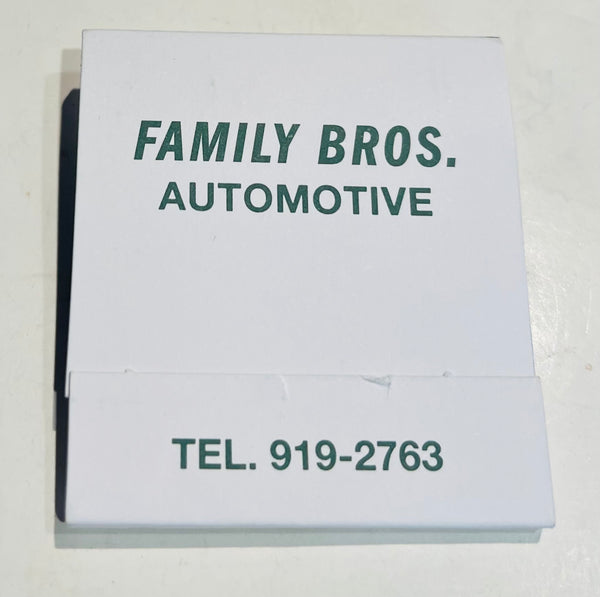 FAMILY BROS.
AUTOMOTIVE
TEL. 919-2763